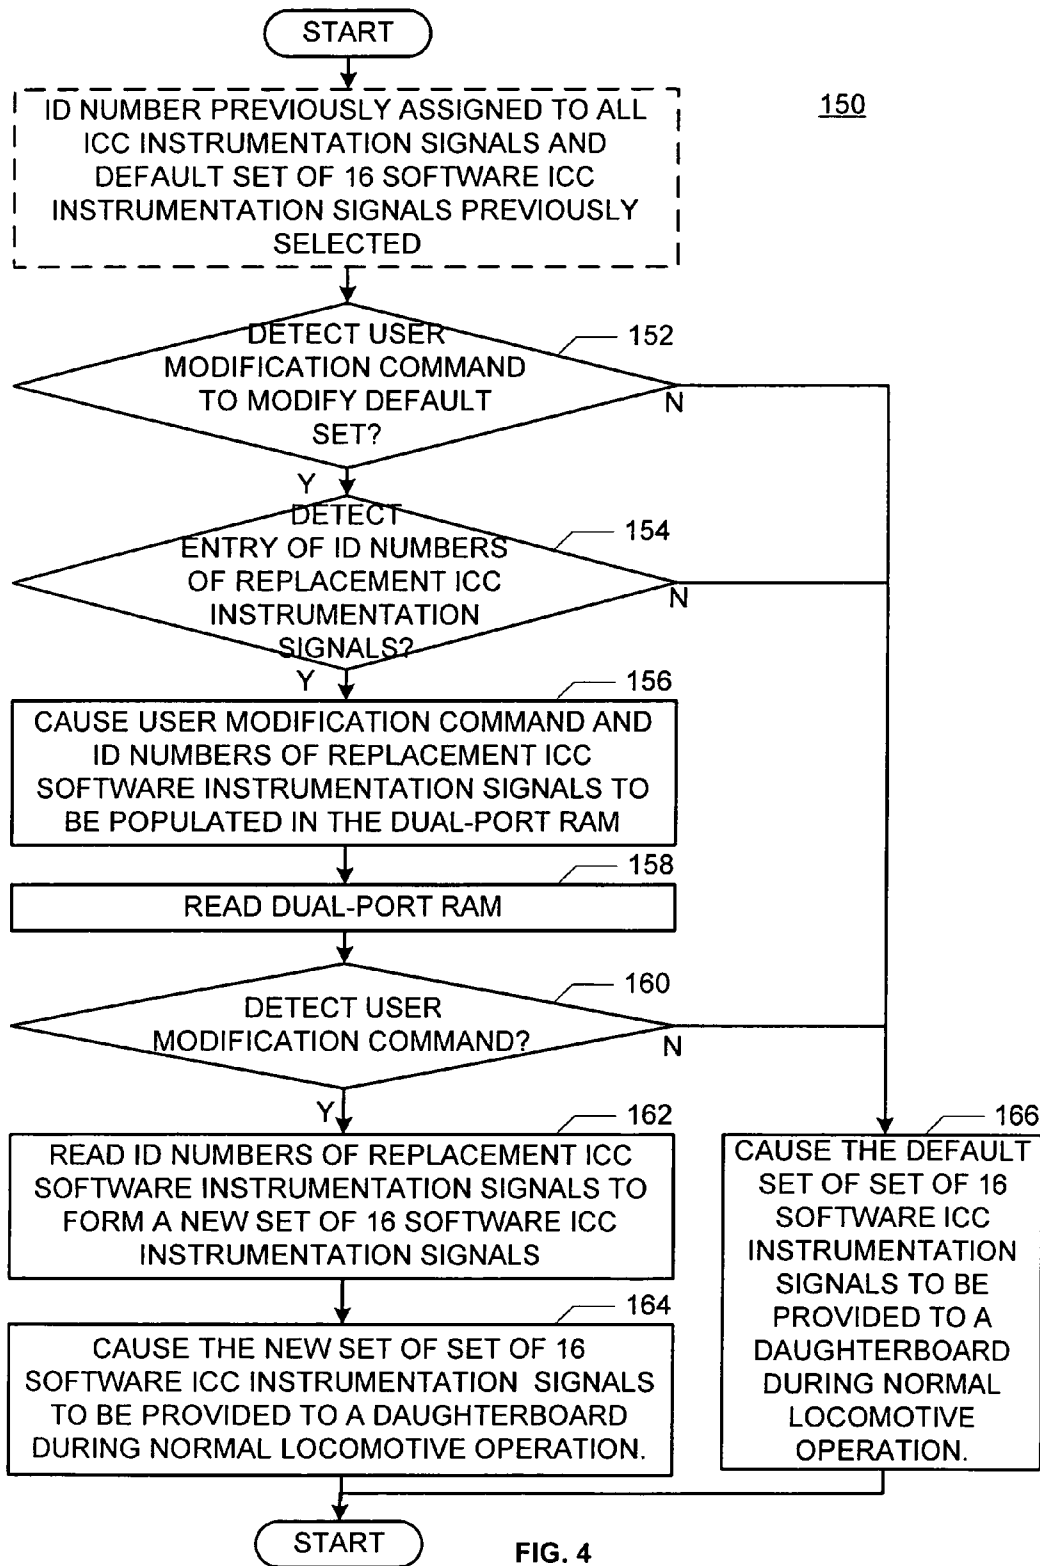 START
150
ID NUMBER PREVIOUSLY ASSIGNED TO ALL
ICC INSTRUMENTATION SIGNALS AND
DEFAULT SET OF 16 SOFTWARE ICC
INSTRUMENTATION SIGNALS PREVIOUSLY
SELECTED
152
DETECT USER
MODIFICATION COMMAND
TO MODIFY DEFAULT
SET?
N
Y
154
DETECT
ENTRY OF ID NUMBERS
OF REPLACEMENT ICC
INSTRUMENTATION
SIGNALS?
N
Y
156
CAUSE USER MODIFICATION COMMAND AND
ID NUMBERS OF REPLACEMENT ICC
SOFTWARE INSTRUMENTATION SIGNALS TO
BE POPULATED IN THE DUAL-PORT RAM
158
READ DUAL-PORT RAM
160
DETECT USER
MODIFICATION COMMAND?
N
Y
162
READ ID NUMBERS OF REPLACEMENT ICC
SOFTWARE INSTRUMENTATION SIGNALS TO
FORM A NEW SET OF 16 SOFTWARE ICC
INSTRUMENTATION SIGNALS
164
CAUSE THE NEW SET OF SET OF 16
SOFTWARE ICC INSTRUMENTATION SIGNALS
TO BE PROVIDED TO A DAUGHTERBOARD
DURING NORMAL LOCOMOTIVE OPERATION.
166
CAUSE THE DEFAULT
SET OF SET OF 16
SOFTWARE ICC
INSTRUMENTATION
SIGNALS TO BE
PROVIDED TO A
DAUGHTERBOARD
DURING NORMAL
LOCOMOTIVE
OPERATION.
START
FIG. 4